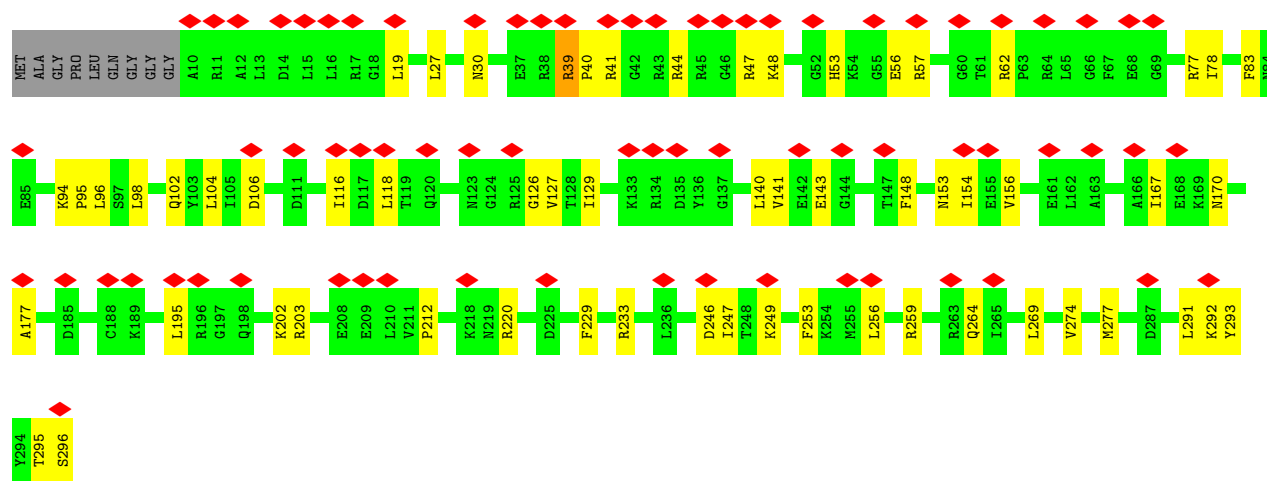 MET ALA GLY PRO LEU GLN GLY GLY GLY A10 R11 A12 L13 D14 L15 L16 R17 G18 L19 L27 N30 E37 R38 R39 P40 R41 G42 R43 R44 R45 G46 R47 K48 G52 H53 K54 G55 E56 R57 G60 T61 R62 P63 R64 L65 G66 F67 E68 G69 R77 I78 F83 N84
E85 K94 P95 L96 S97 L98 Q102 Y103 L104 I105 D106 D111 I116 D117 L118 T119 Q120 N123 G124 R125 G126 V127 T128 I129 K133 R134 D135 Y136 G137 L140 V141 E142 E143 G144 T147 F148 N153 I154 E155 V156 E161 L162 A163 A166 I167 E168 K169 N170
A177 D185 C188 K189 L195 R196 G197 Q198 K202 R203 E208 E209 L210 V211 P212 K218 N219 R220 D225 F229 R233 L236 D246 I247 T248 K249 F253 K254 M255 L256 R259 R263 Q264 I265 L269 V274 M277 D287 L291 K292 Y293
Y294 T295 S296